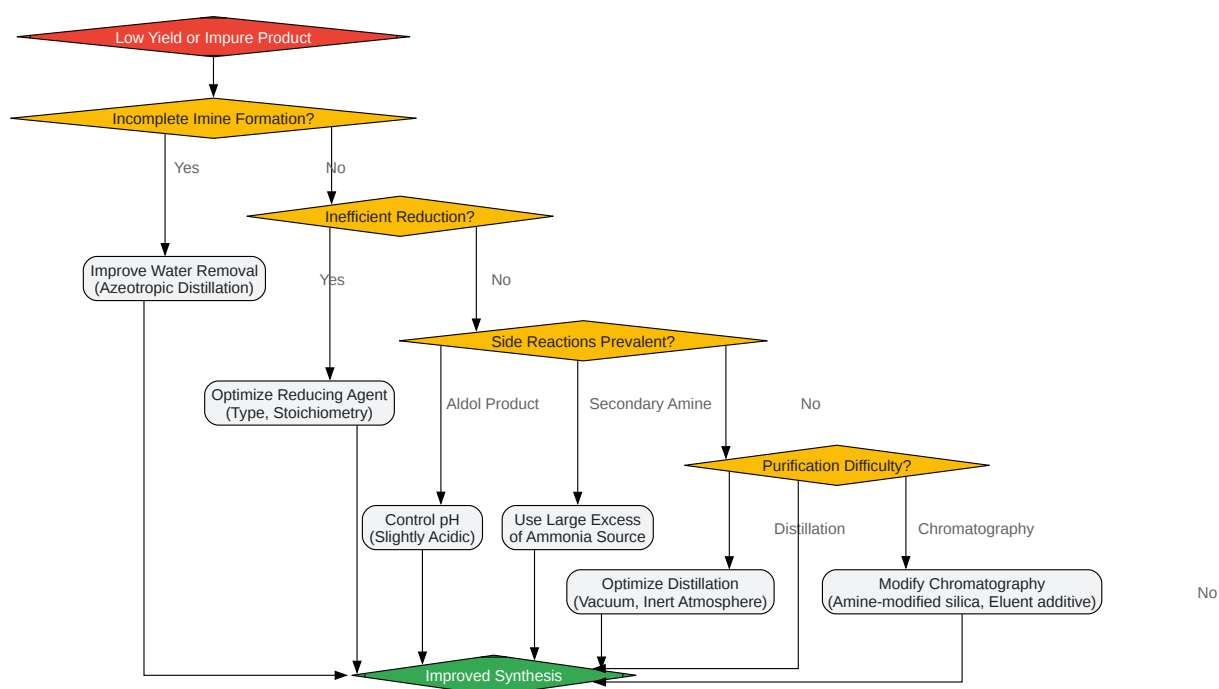 Low Yield or Impure Product
Incomplete Imine Formation?
Yes
No
Inefficient Reduction?
Improve Water Removal
(Azeotropic Distillation)
Yes
No
Side Reactions Prevalent?
Optimize Reducing Agent
(Type, Stoichiometry)
Aldol Product
Secondary Amine
No
Purification Difficulty?
Control pH
(Slightly Acidic)
Use Large Excess
of Ammonia Source
Distillation
Chromatography
Optimize Distillation
(Vacuum, Inert Atmosphere)
Modify Chromatography
(Amine-modified silica, Eluent additive)
No
Improved Synthesis